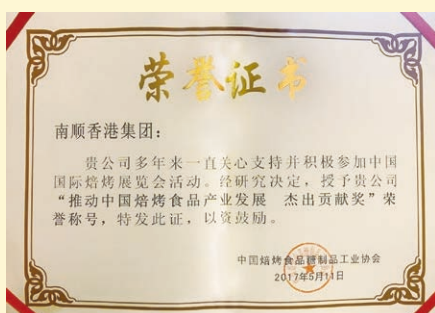 荣誉证书
南顺香港集团：
贵公司多年来一直关心支持并积极参加中国
国际焙烤展览会活动。经研究决定，授予贵公司
“推动中国焙烤食品产业发展 杰出贡献奖”荣
誉称号，特发此证，以资鼓励。
中国焙烤食品糖制品工业协会
2017年5月11日